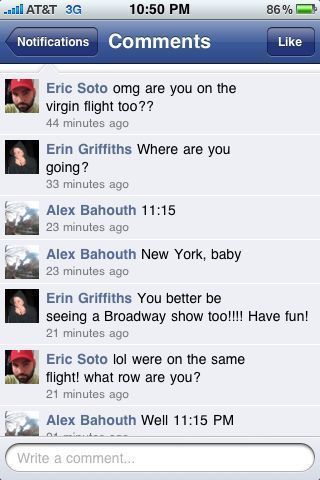 AT&T 3G 10:50 PM 86%
Notifications Comments Like
Eric Soto omg are you on the
virgin flight too??
44 minutes ago
Erin Griffiths Where are you
going?
33 minutes ago
Alex Bahouth 11:15
23 minutes ago
Alex Bahouth New York, baby
23 minutes ago
Erin Griffiths You better be
seeing a Broadway show too!!!! Have fun!
21 minutes ago
Eric Soto lol were on the same
flight! what row are you?
21 minutes ago
Alex Bahouth Well 11:15 PM
21 minutes ago
Write a comment...